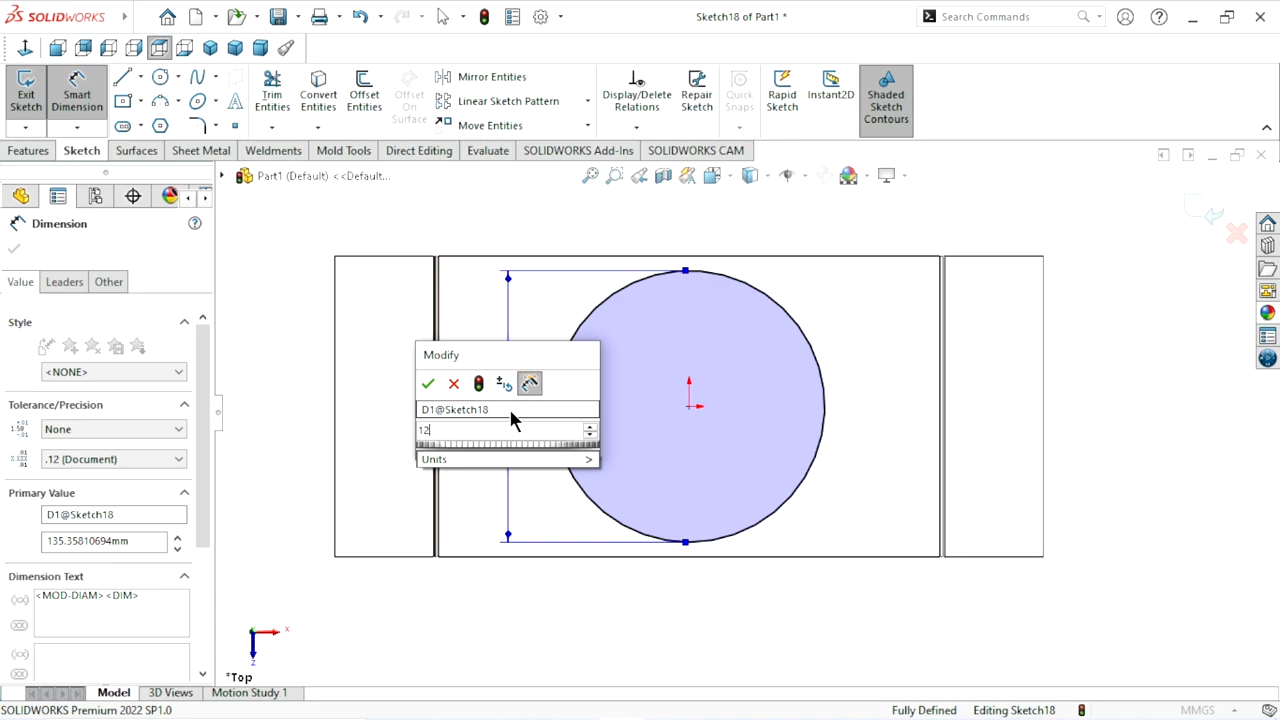 SOLIDWORKS
Sketch18 of Part1 *
Search Commands
Exit Sketch
Smart Dimension
Trim Entities
Convert Entities
Offset Entities
Offset On Surface
Mirror Entities
Linear Sketch Pattern
Move Entities
Display/Delete Relations
Repair Sketch
Quick Snaps
Rapid Sketch
Instant2D
Shaded Sketch Contours
Features
Sketch
Surfaces
Sheet Metal
Weldments
Mold Tools
Direct Editing
Evaluate
SOLIDWORKS Add-Ins
SOLIDWORKS CAM
Part1 (Default) <<Default...
Dimension
Value
Leaders
Other
Style
<NONE>
Tolerance/Precision
None
.12 (Document)
Primary Value
D1@Sketch18
135.35810694mm
Dimension Text
<MOD-DIAM><DIM>
Modify
D1@Sketch18
12
Units >
x
z
*Top
Model
3D Views
Motion Study 1
SOLIDWORKS Premium 2022 SP1.0
Fully Defined
Editing Sketch18
MMGS